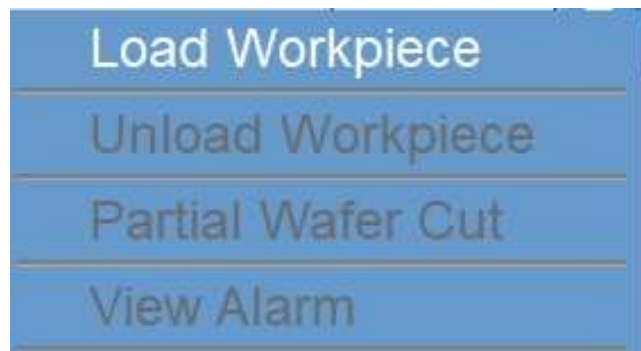 Load Workpiece
Unload Workpiece
Partial Wafer Cut
View Alarm